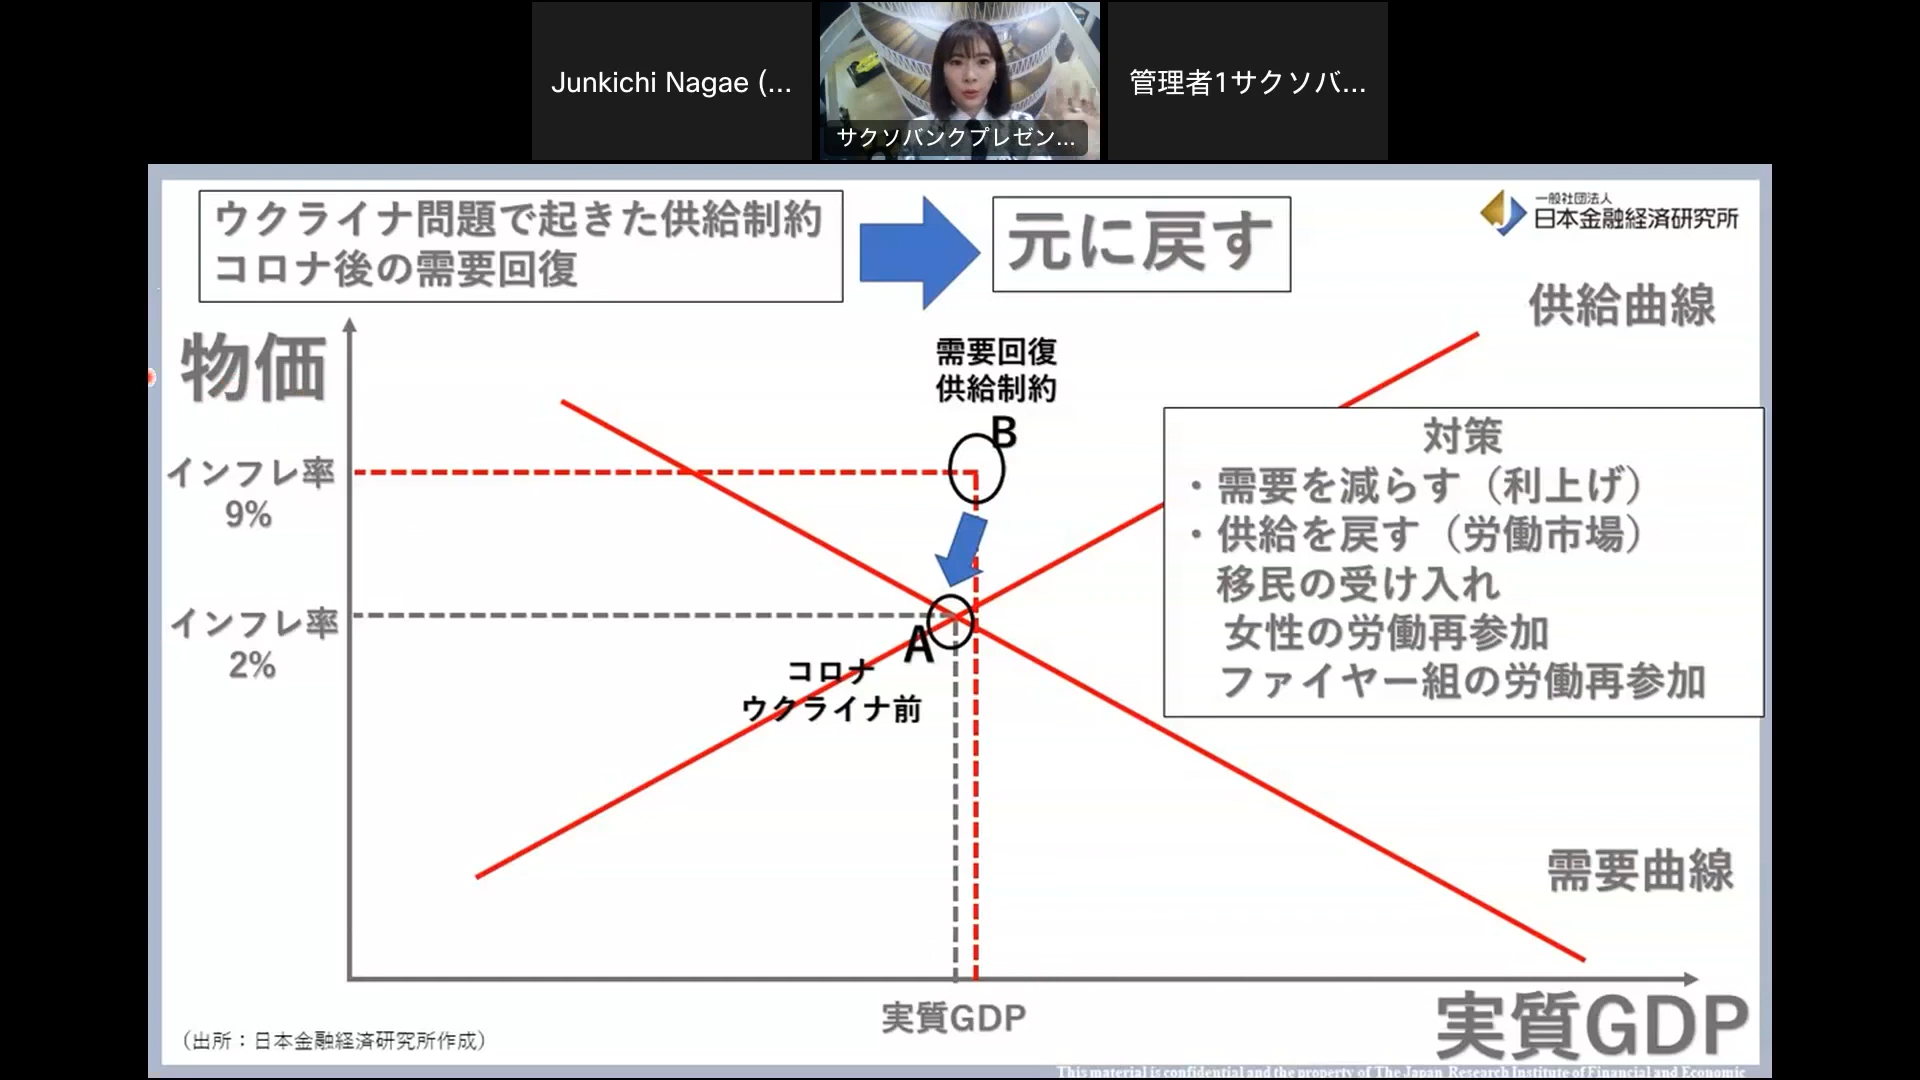 Junkichi Nagae (...
サクソバンクプレゼン...
管理者1サクソバ...
ウクライナ問題で起きた供給制約
コロナ後の需要回復
元に戻す
一般社団法人
日本金融経済研究所
供給曲線
物価
需要回復
供給制約
B
インフレ率
9%
対策
・需要を減らす（利上げ）
・供給を戻す（労働市場）
移民の受け入れ
女性の労働再参加
ファイヤー組の労働再参加
インフレ率
2%
A
コロナ
ウクライナ前
需要曲線
実質GDP
実質GDP
（出所：日本金融経済研究所作成）
This material is confidential and the property of The Japan Research Institute of Financial and Economic